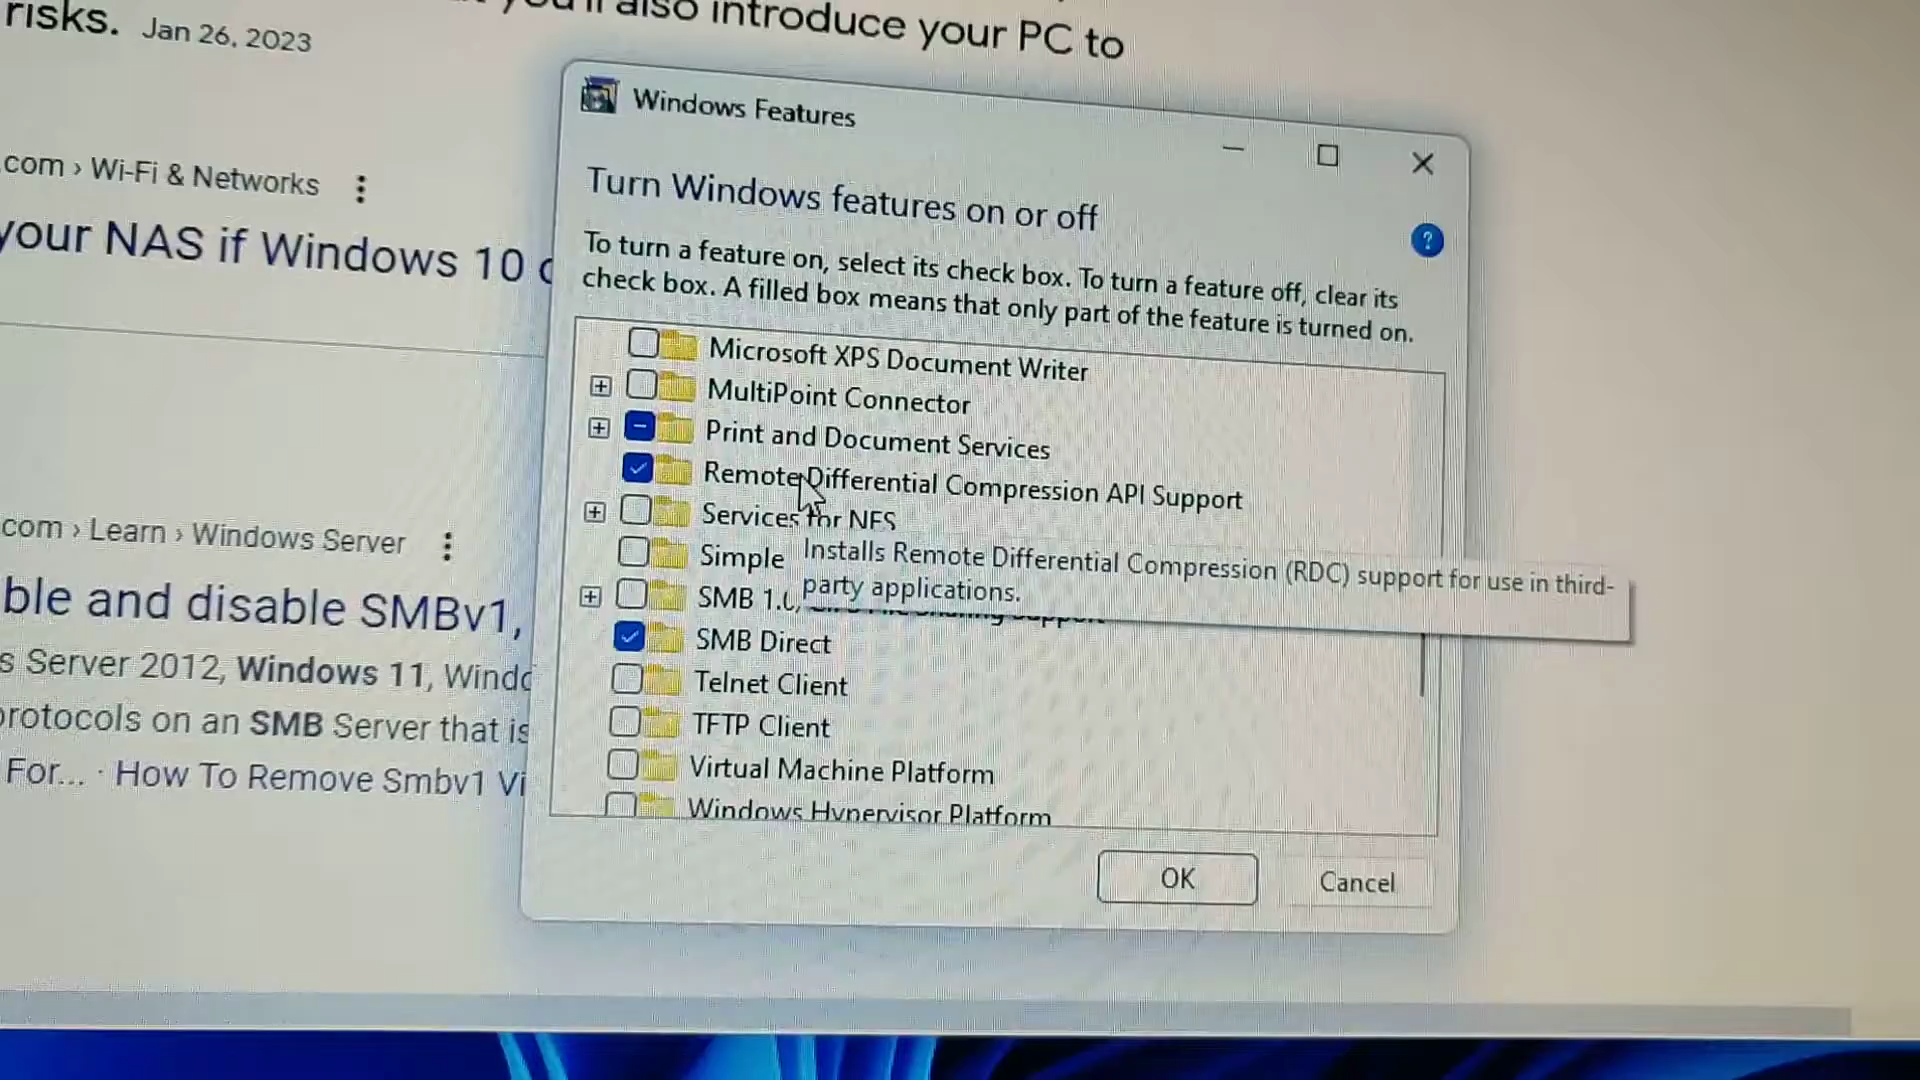 you'll also introduce your PC to
risks. Jan 26, 2023
.com › Wi-Fi & Networks
your NAS if Windows 10
com › Learn › Windows Server
ble and disable SMBv1,
s Server 2012, Windows 11,
protocols on an SMB Server that is
For... · How To Remove Smbv1
Windows Features
Turn Windows features on or off
?
To turn a feature on, select its check box. To turn a feature off, clear its
check box. A filled box means that only part of the feature is turned on.
Microsoft XPS Document Writer
MultiPoint Connector
Print and Document Services
Remote Differential Compression API Support
Services for NFS
Simple
Installs Remote Differential Compression (RDC) support for use in third-
party applications.
SMB 1.0/
SMB Direct
Telnet Client
TFTP Client
Virtual Machine Platform
Windows Hypervisor Platform
OK
Cancel